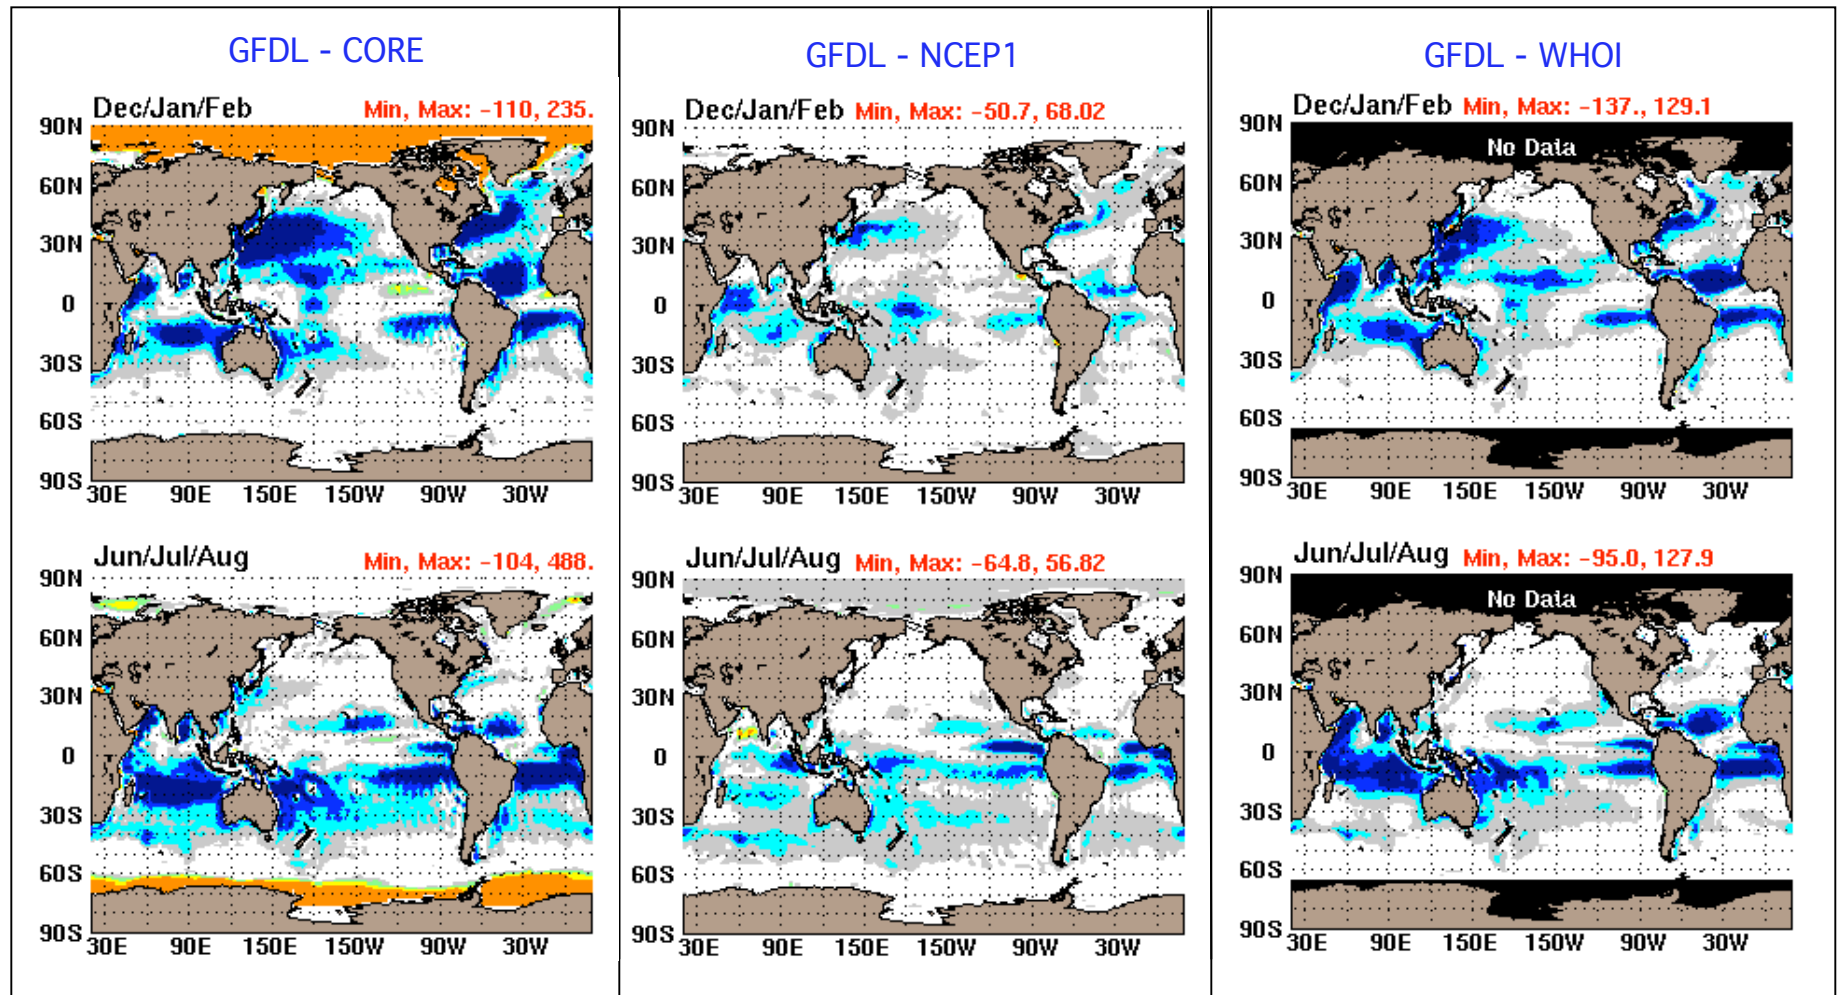 GFDL - CORE
Dec/Jan/Feb Min, Max: -110, 235.
90N
60N
30N
0
30S
60S
90S
30E 90E 150E 150W 90W 30W
Jun/Jul/Aug Min, Max: -104, 488.
90N
60N
30N
0
30S
60S
90S
30E 90E 150E 150W 90W 30W
GFDL - NCEP1
Dec/Jan/Feb Min, Max: -50.7, 68.02
90N
60N
30N
0
30S
60S
90S
30E 90E 150E 150W 90W 30W
Jun/Jul/Aug Min, Max: -64.8, 56.82
90N
60N
30N
0
30S
60S
90S
30E 90E 150E 150W 90W 30W
GFDL - WHOI
Dec/Jan/Feb Min, Max: -137., 129.1
90N
No Data
60N
30N
0
30S
60S
90S
30E 90E 150E 150W 90W 30W
Jun/Jul/Aug Min, Max: -95.0, 127.9
90N
No Data
60N
30N
0
30S
60S
90S
30E 90E 150E 150W 90W 30W